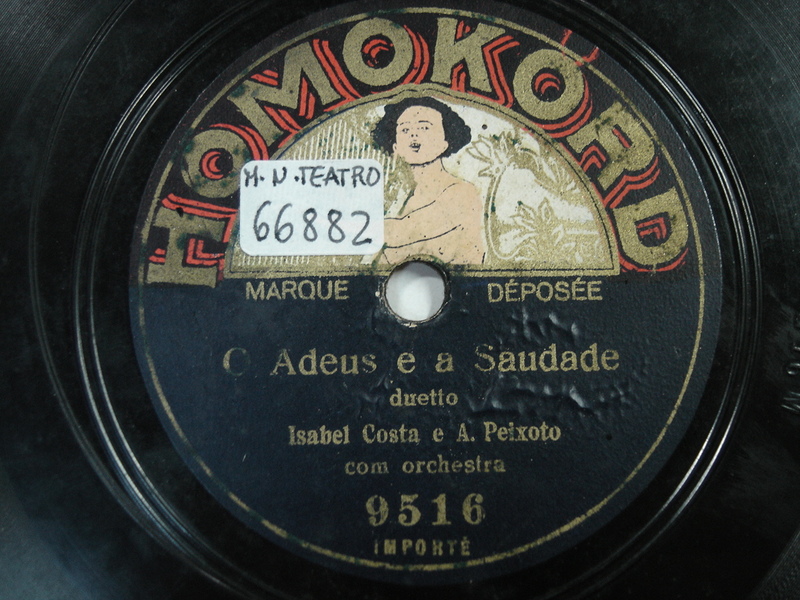 HOMOKORD
M.N.TEATRO
66882
MARQUE DÉPOSÉE
O Adeus e a Saudade
duetto
Isabel Costa e A. Peixoto
com orchestra
9516
IMPORTÉ